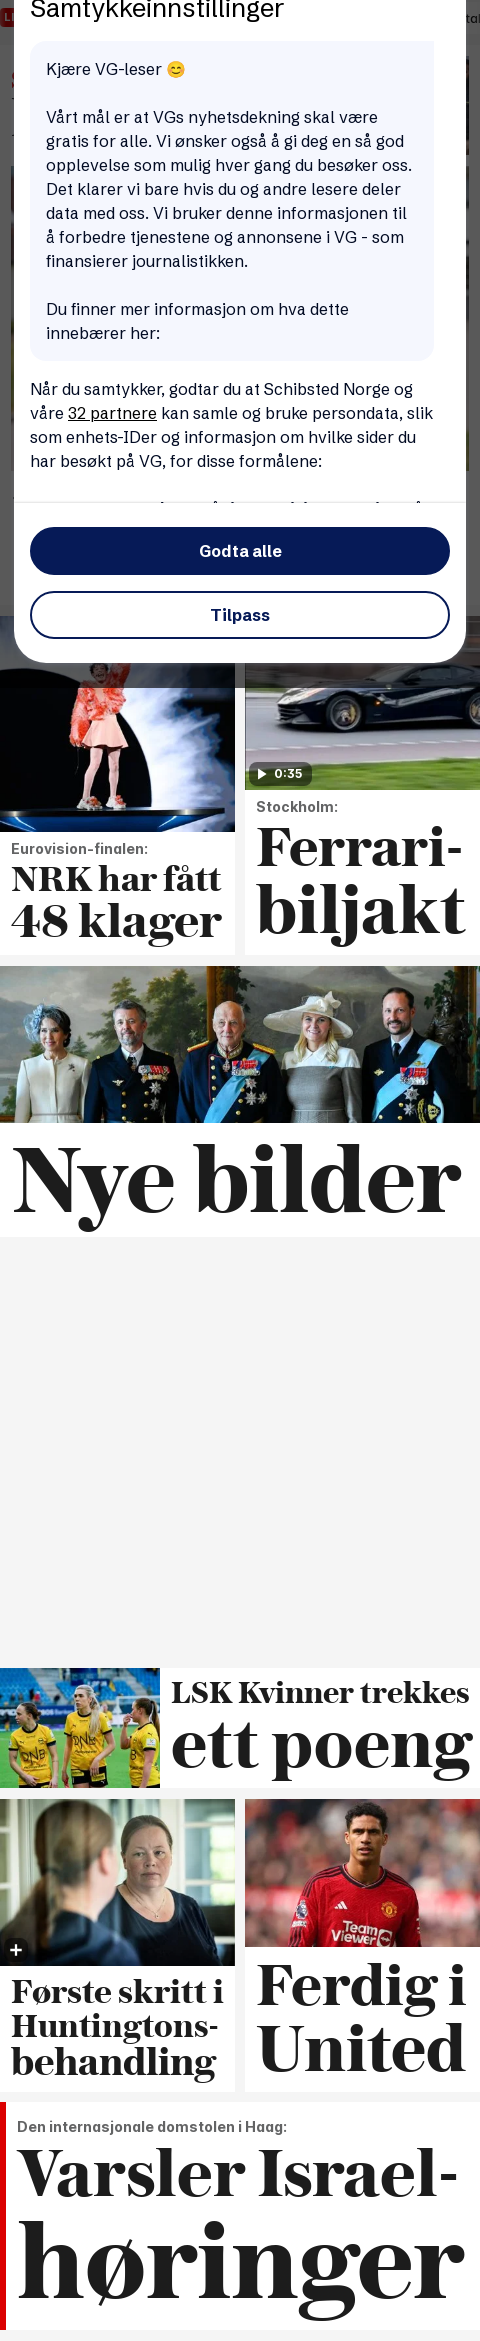 Samtykkeinnstillinger
Kjære VG-leser 😊
Vårt mål er at VGs nyhetsdekning skal være
gratis for alle. Vi ønsker også å gi deg en så god
opplevelse som mulig hver gang du besøker oss.
Det klarer vi bare hvis du og andre lesere deler
data med oss. Vi bruker denne informasjonen til
å forbedre tjenestene og annonsene i VG - som
finansierer journalistikken.
Du finner mer informasjon om hva dette
innebærer her:
Når du samtykker, godtar du at Schibsted Norge og
våre 32 partnere kan samle og bruke persondata, slik
som enhets-IDer og informasjon om hvilke sider du
har besøkt på VG, for disse formålene:
Godta alle
Tilpass
0:35
Eurovision-finalen:
NRK har fått
48 klager
Stockholm:
Ferrari-
biljakt
Nye bilder
LSK Kvinner trekkes
ett poeng
DNB
Første skritt i
Huntingtons-
behandling
Team
Viewer
Ferdig i
United
Den internasjonale domstolen i Haag:
Varsler Israel-
høringer